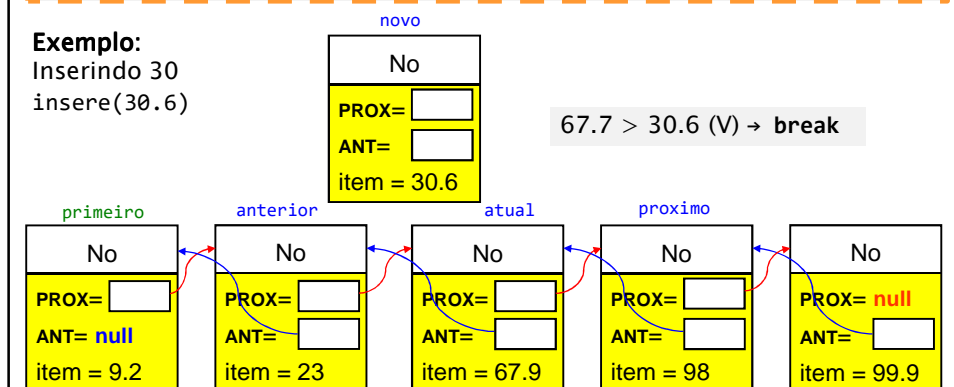 novo
Exemplo:
Inserindo 30
insere(30.6)
No
PROX=
ANT=
item = 30.6
67.7 > 30.6 (V) → break
primeiro
anterior
atual
proximo
No
PROX=
ANT= null
item = 9.2
No
PROX=
ANT=
item = 23
No
PROX=
ANT=
item = 67.9
No
PROX=
ANT=
item = 98
No
PROX= null
ANT=
item = 99.9